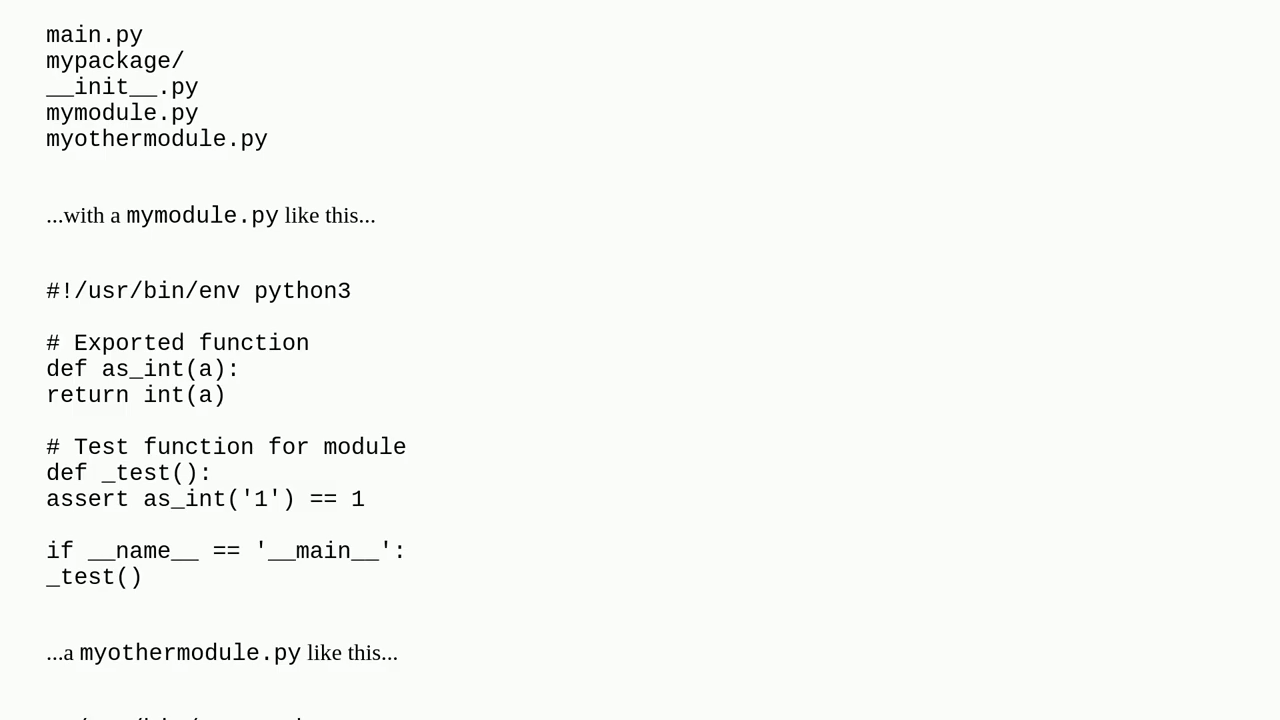 main.py
mypackage/
__init__.py
mymodule.py
myothermodule.py
...with a mymodule.py like this...
#!/usr/bin/env python3
# Exported function
def as_int(a):
return int(a)
# Test function for module
def _test():
assert as_int('1') == 1
if __name__ == '__main__':
_test()
...a myothermodule.py like this...